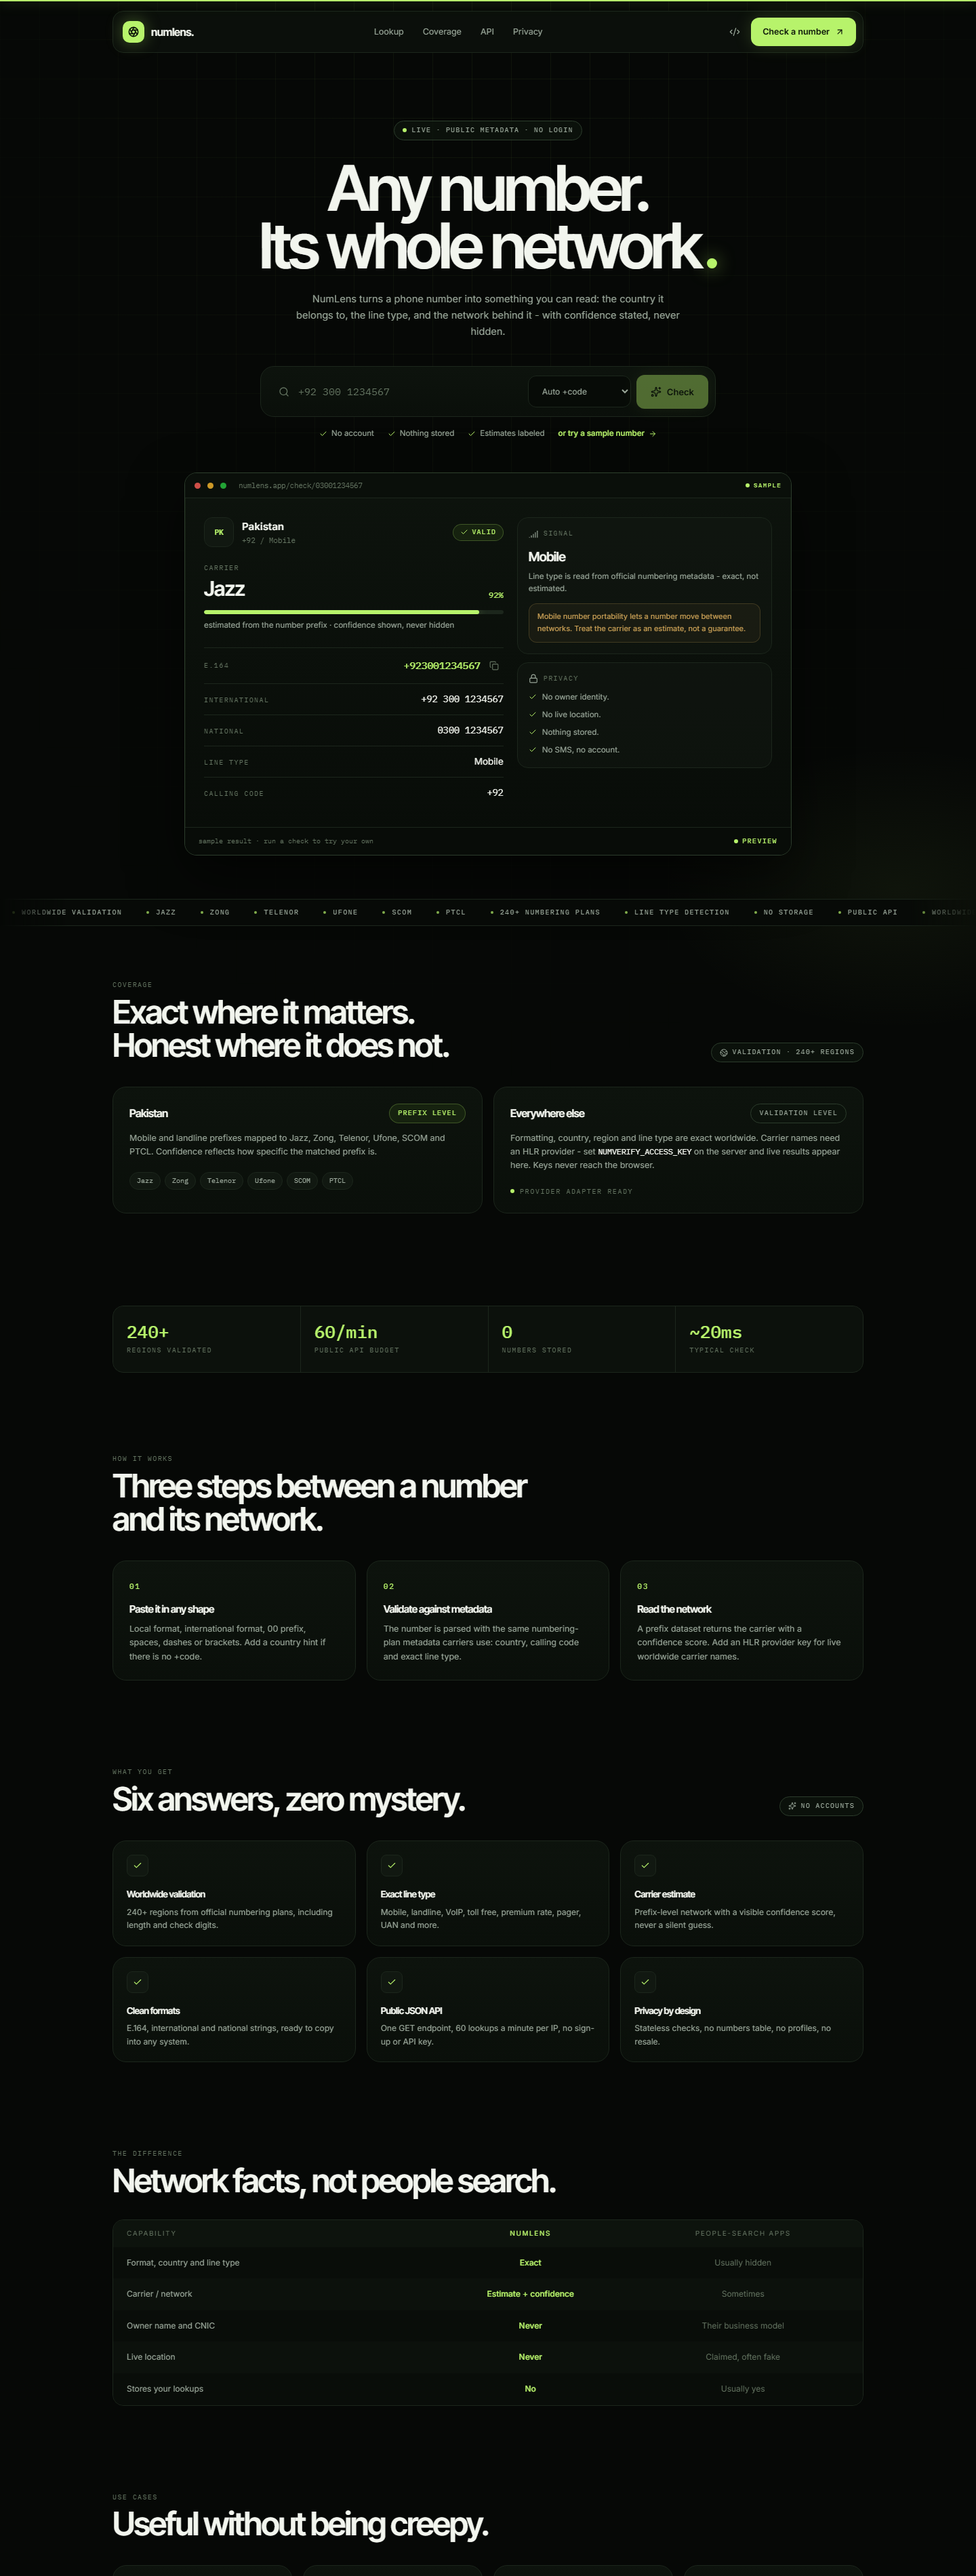 numlens.
Lookup
Coverage
API
Privacy
Check a number
LIVE · PUBLIC METADATA · NO LOGIN
Any number.
Its whole network.
NumLens turns a phone number into something you can read: the country it
belongs to, the line type, and the network behind it - with confidence stated, never
hidden.
+92 300 1234567
Auto +code
Check
No account
Nothing stored
Estimates labeled
or try a sample number
numlens.app/check/03001234567
SAMPLE
PK
Pakistan
+92 / Mobile
VALID
CARRIER
Jazz
92%
estimated from the number prefix · confidence shown, never hidden
E.164
+923001234567
INTERNATIONAL
+92 300 1234567
NATIONAL
0300 1234567
LINE TYPE
Mobile
CALLING CODE
+92
SIGNAL
Mobile
Line type is read from official numbering metadata - exact, not
estimated.
Mobile number portability lets a number move between
networks. Treat the carrier as an estimate, not a guarantee.
PRIVACY
No owner identity.
No live location.
Nothing stored.
No SMS, no account.
sample result · run a check to try your own
PREVIEW
WORLDWIDE VALIDATION
JAZZ
ZONG
TELENOR
UFONE
SCOM
PTCL
240+ NUMBERING PLANS
LINE TYPE DETECTION
NO STORAGE
PUBLIC API
COVERAGE
Exact where it matters.
Honest where it does not.
VALIDATION · 240+ REGIONS
Pakistan
PREFIX LEVEL
Mobile and landline prefixes mapped to Jazz, Zong, Telenor, Ufone, SCOM and
PTCL. Confidence reflects how specific the matched prefix is.
Jazz
Zong
Telenor
Ufone
SCOM
PTCL
Everywhere else
VALIDATION LEVEL
Formatting, country, region and line type are exact worldwide. Carrier names need
an HLR provider - set NUMVERIFY_ACCESS_KEY on the server and live results appear
here. Keys never reach the browser.
PROVIDER ADAPTER READY
240+
REGIONS VALIDATED
60/min
PUBLIC API BUDGET
0
NUMBERS STORED
~20ms
TYPICAL CHECK
HOW IT WORKS
Three steps between a number
and its network.
01
Paste it in any shape
Local format, international format, 00 prefix,
spaces, dashes or brackets. Add a country hint if
there is no +code.
02
Validate against metadata
The number is parsed with the same numbering-
plan metadata carriers use: country, calling code
and exact line type.
03
Read the network
A prefix dataset returns the carrier with a
confidence score. Add an HLR provider key for live
worldwide carrier names.
WHAT YOU GET
Six answers, zero mystery.
NO ACCOUNTS
Worldwide validation
240+ regions from official numbering plans, including
length and check digits.
Exact line type
Mobile, landline, VoIP, toll free, premium rate, pager,
UAN and more.
Carrier estimate
Prefix-level network with a visible confidence score,
never a silent guess.
Clean formats
E.164, international and national strings, ready to copy
into any system.
Public JSON API
One GET endpoint, 60 lookups a minute per IP, no sign-
up or API key.
Privacy by design
Stateless checks, no numbers table, no profiles, no
resale.
THE DIFFERENCE
Network facts, not people search.
CAPABILITY
NUMLENS
PEOPLE-SEARCH APPS
Format, country and line type
Exact
Usually hidden
Carrier / network
Estimate + confidence
Sometimes
Owner name and CNIC
Never
Their business model
Live location
Never
Claimed, often fake
Stores your lookups
No
Usually yes
USE CASES
Useful without being creepy.